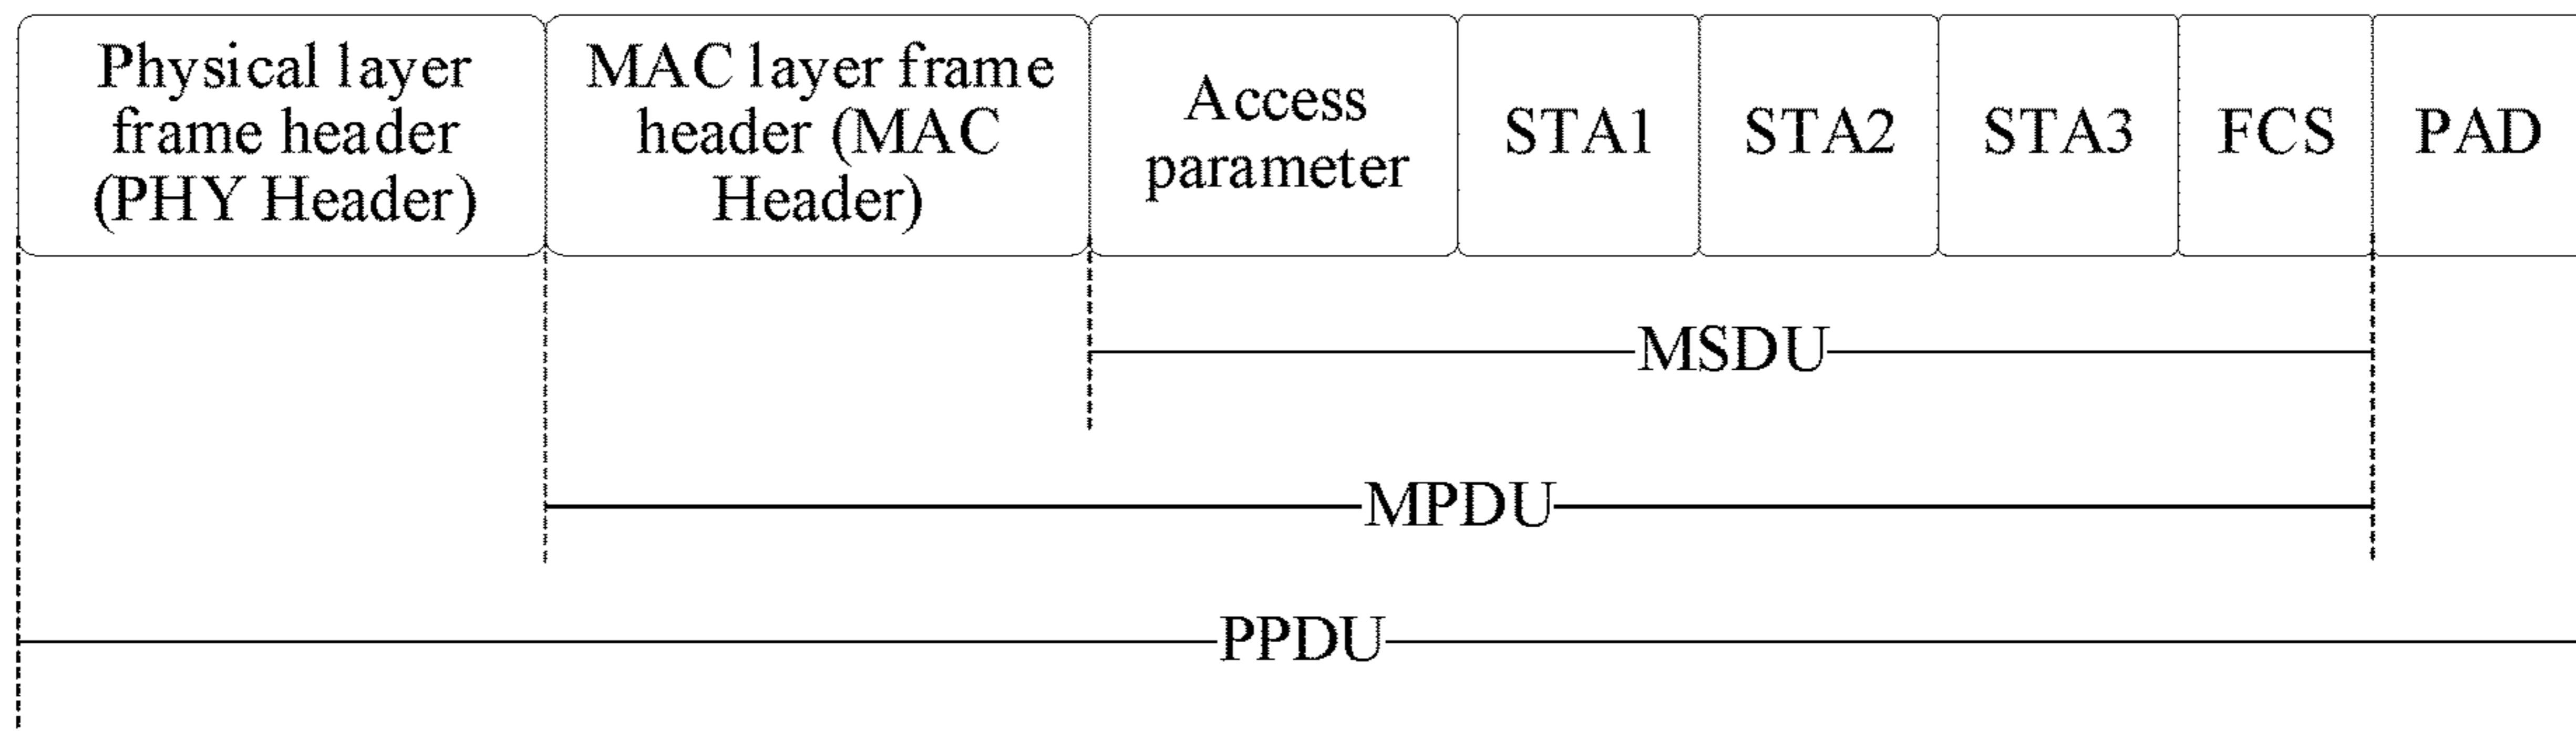 Physical layer
frame header
(PHY Header)
MAC layer frame
header (MAC
Header)
Access
parameter
STA1
STA2
STA3
FCS
PAD
MSDU
MPDU
PPDU